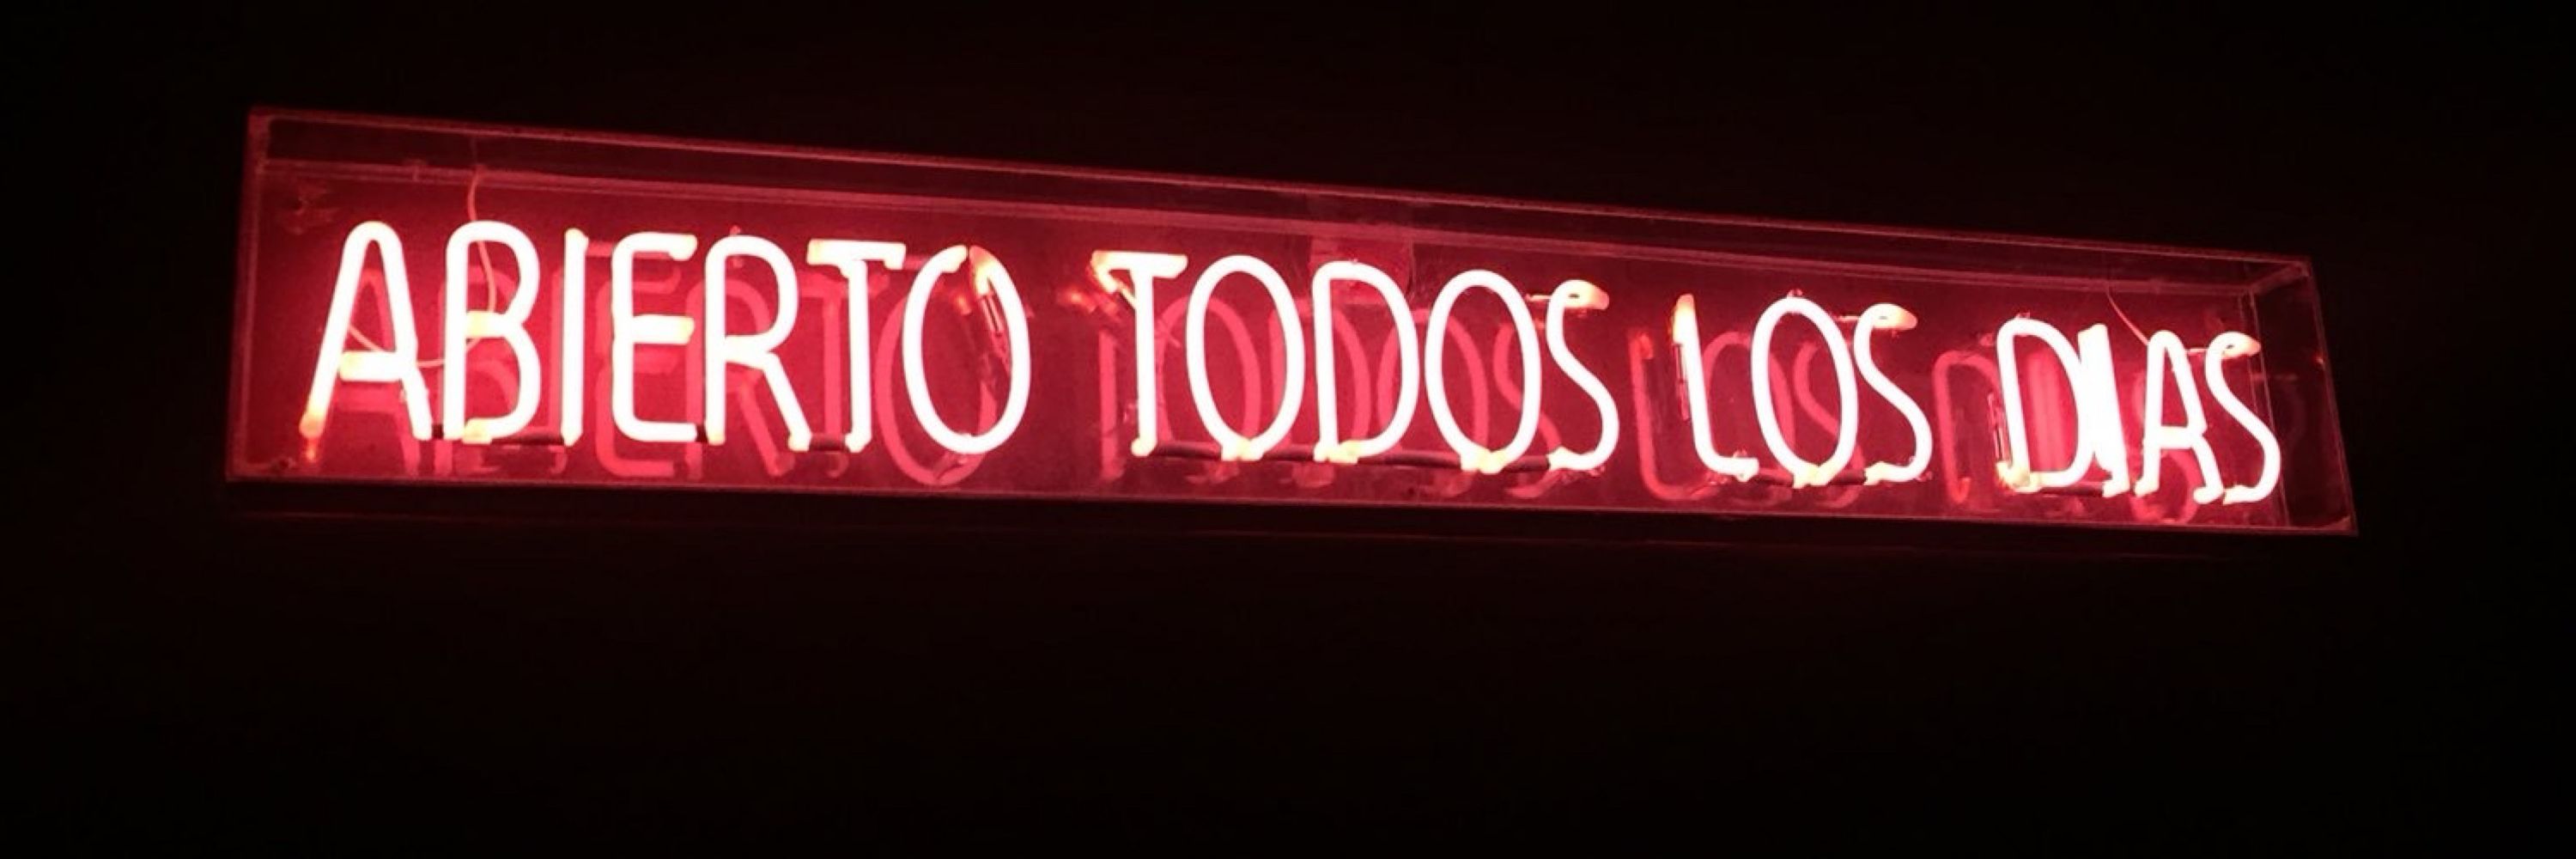 ABIERTO TODOS LOS DIAS